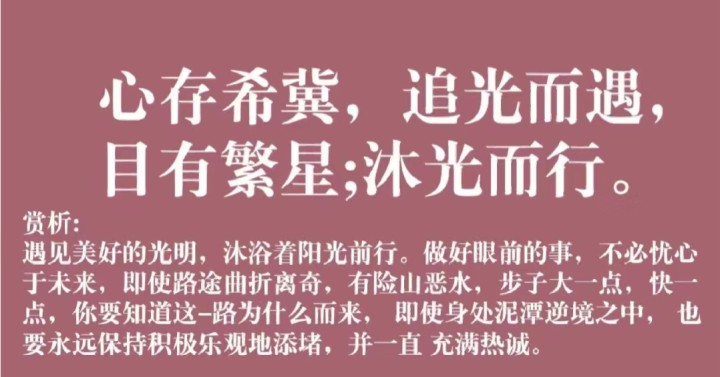 心存希冀，追光而遇，
目有繁星;沐光而行。
赏析:
遇见美好的光明，沐浴着阳光前行。做好眼前的事，不必忧心
于未来，即使路途曲折离奇，有险山恶水，步子大一点，快一
点，你要知道这-路为什么而来， 即使身处泥潭逆境之中， 也
要永远保持积极乐观地添堵，并一直 充满热诚。